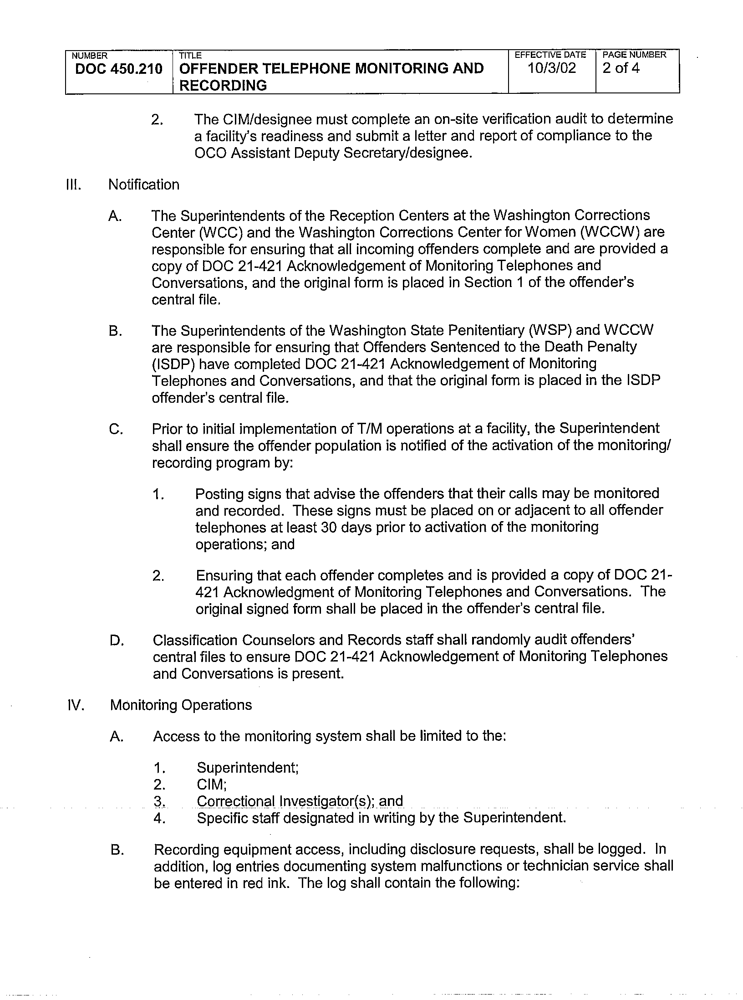 NUMBER TITLE EFFECTIVE DATE PAGE NUMBER
DOC 450.210 OFFENDER TELEPHONE MONITORING AND 10/3/02 2 of 4
RECORDING
2. The CIM/designee must complete an on-site verification audit to determine
a facility's readiness and submit a letter and report of compliance to the
OCO Assistant Deputy Secretary/designee.
III. Notification
A. The Superintendents of the Reception Centers at the Washington Corrections
Center (WCC) and the Washington Corrections Center for Women (WCCW) are
responsible for ensuring that all incoming offenders complete and are provided a
copy of DOC 21-421 Acknowledgement of Monitoring Telephones and
Conversations, and the original form is placed in Section 1 of the offender's
central file.
B. The Superintendents of the Washington State Penitentiary (WSP) and WCCW
are responsible for ensuring that Offenders Sentenced to the Death Penalty
(ISDP) have completed DOC 21-421 Acknowledgement of Monitoring
Telephones and Conversations, and that the original form is placed in the ISDP
offender's central file.
C. Prior to initial implementation of T/M operations at a facility, the Superintendent
shall ensure the offender population is notified of the activation of the monitoring/
recording program by:
1. Posting signs that advise the offenders that their calls may be monitored
and recorded. These signs must be placed on or adjacent to all offender
telephones at least 30 days prior to activation of the monitoring
operations; and
2. Ensuring that each offender completes and is provided a copy of DOC 21-
421 Acknowledgment of Monitoring Telephones and Conversations. The
original signed form shall be placed in the offender's central file.
D. Classification Counselors and Records staff shall randomly audit offenders'
central files to ensure DOC 21-421 Acknowledgement of Monitoring Telephones
and Conversations is present.
IV. Monitoring Operations
A. Access to the monitoring system shall be limited to the:
1. Superintendent;
2. CIM;
3. Correctional Investigator(s); and
4. Specific staff designated in writing by the Superintendent.
B. Recording equipment access, including disclosure requests, shall be logged. In
addition, log entries documenting system malfunctions or technician service shall
be entered in red ink. The log shall contain the following: